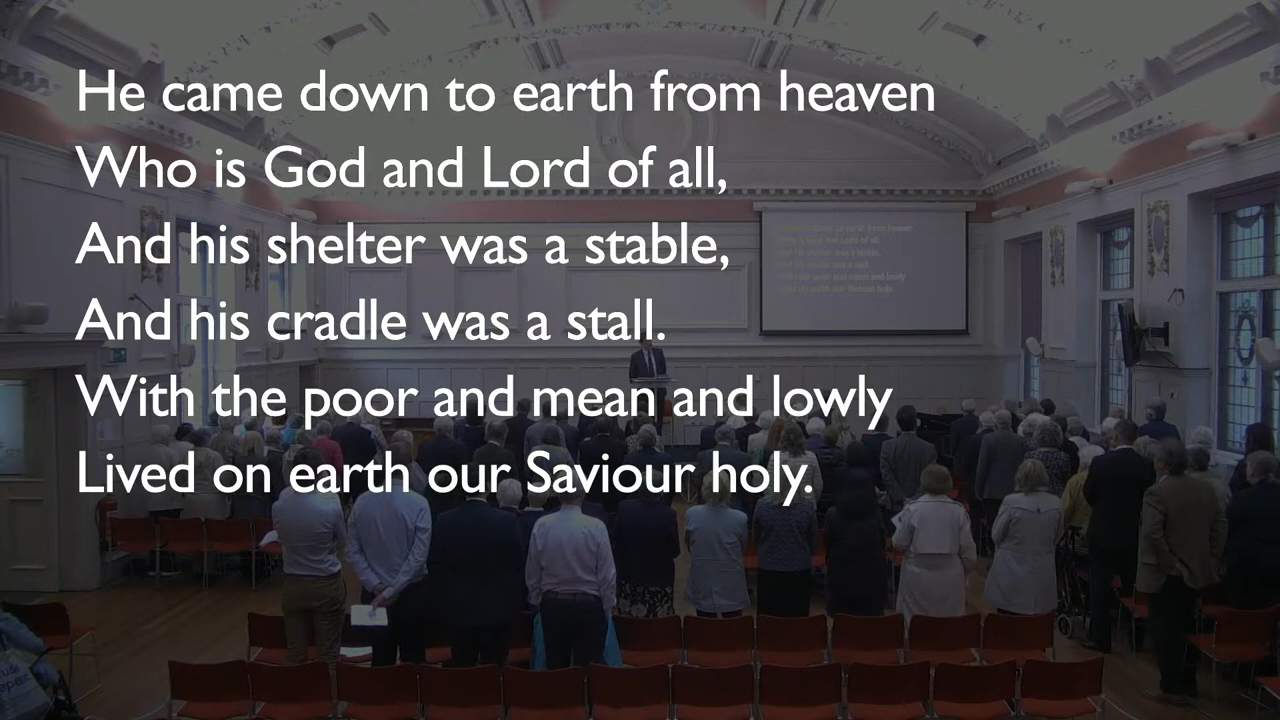 He came down to earth from heaven
Who is God and Lord of all,
And his shelter was a stable,
And his cradle was a stall.
With the poor and mean and lowly
Lived on earth our Saviour holy.